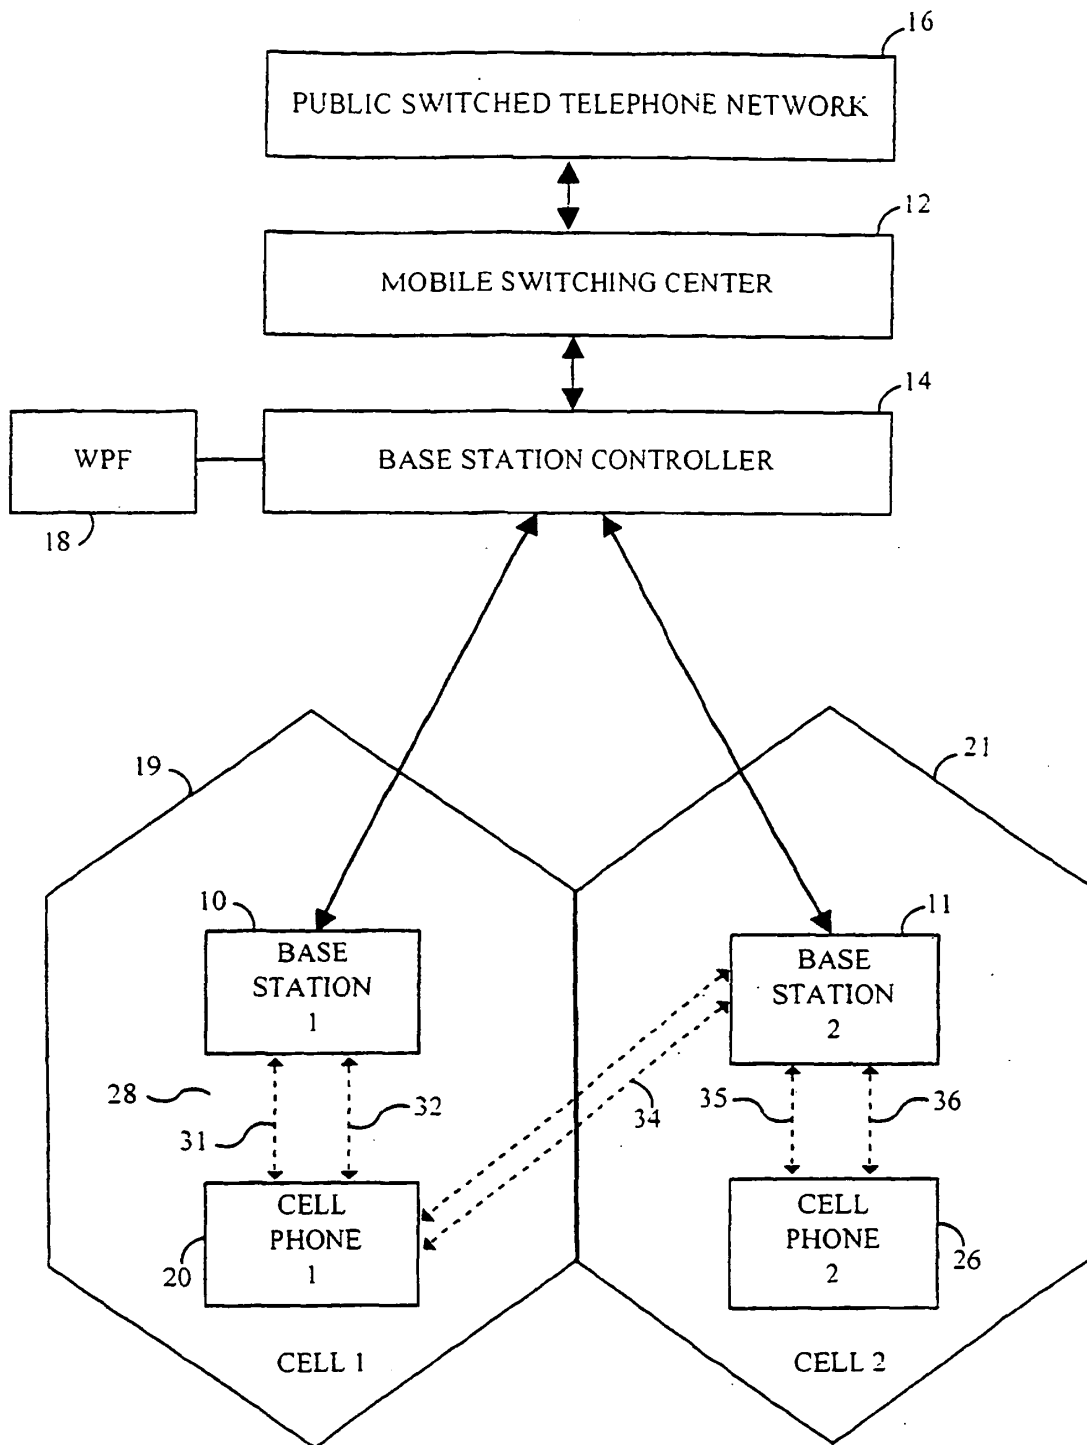 16
PUBLIC SWITCHED TELEPHONE NETWORK
12
MOBILE SWITCHING CENTER
14
WPF
BASE STATION CONTROLLER
18
19
21
10
BASE
STATION
1
11
BASE
STATION
2
28
31
32
34
35
36
CELL
PHONE
1
20
CELL
PHONE
2
26
CELL 1
CELL 2